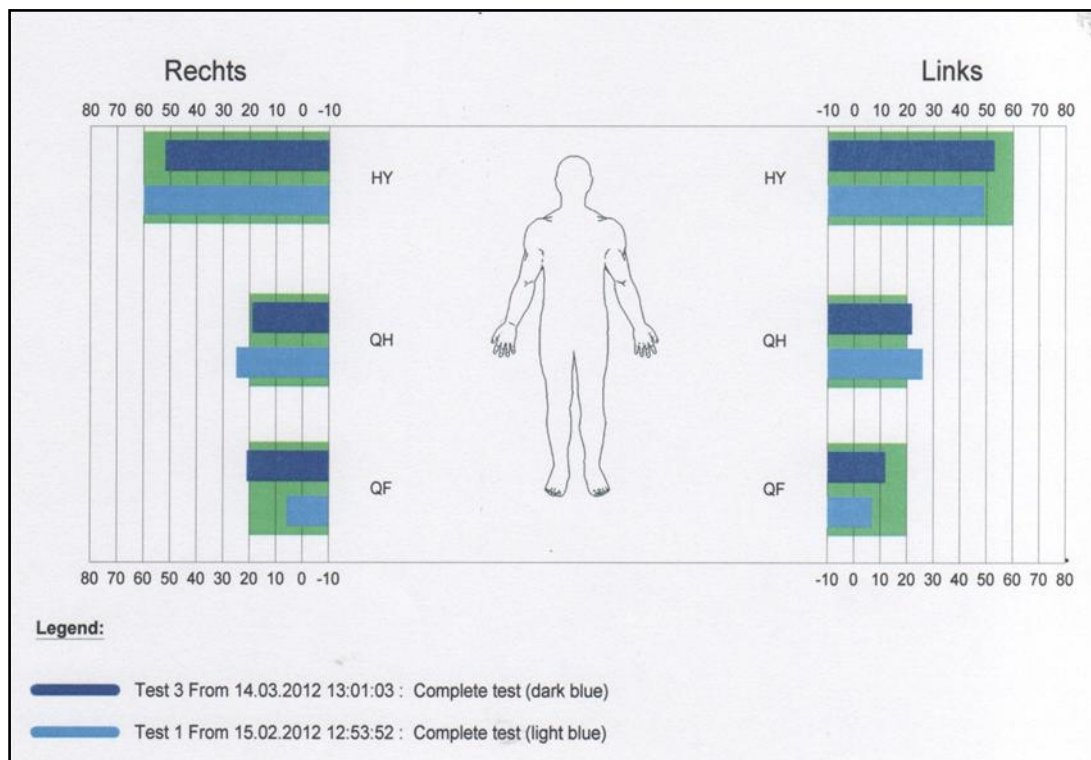 Rechts Links
80 70 60 50 40 30 20 10 0 -10 -10 0 10 20 30 40 50 60 70 80
HY HY
QH QH
QF QF
80 70 60 50 40 30 20 10 0 -10 -10 0 10 20 30 40 50 60 70 80
Legend:
Test 3 From 14.03.2012 13:01:03 : Complete test (dark blue)
Test 1 From 15.02.2012 12:53:52 : Complete test (light blue)